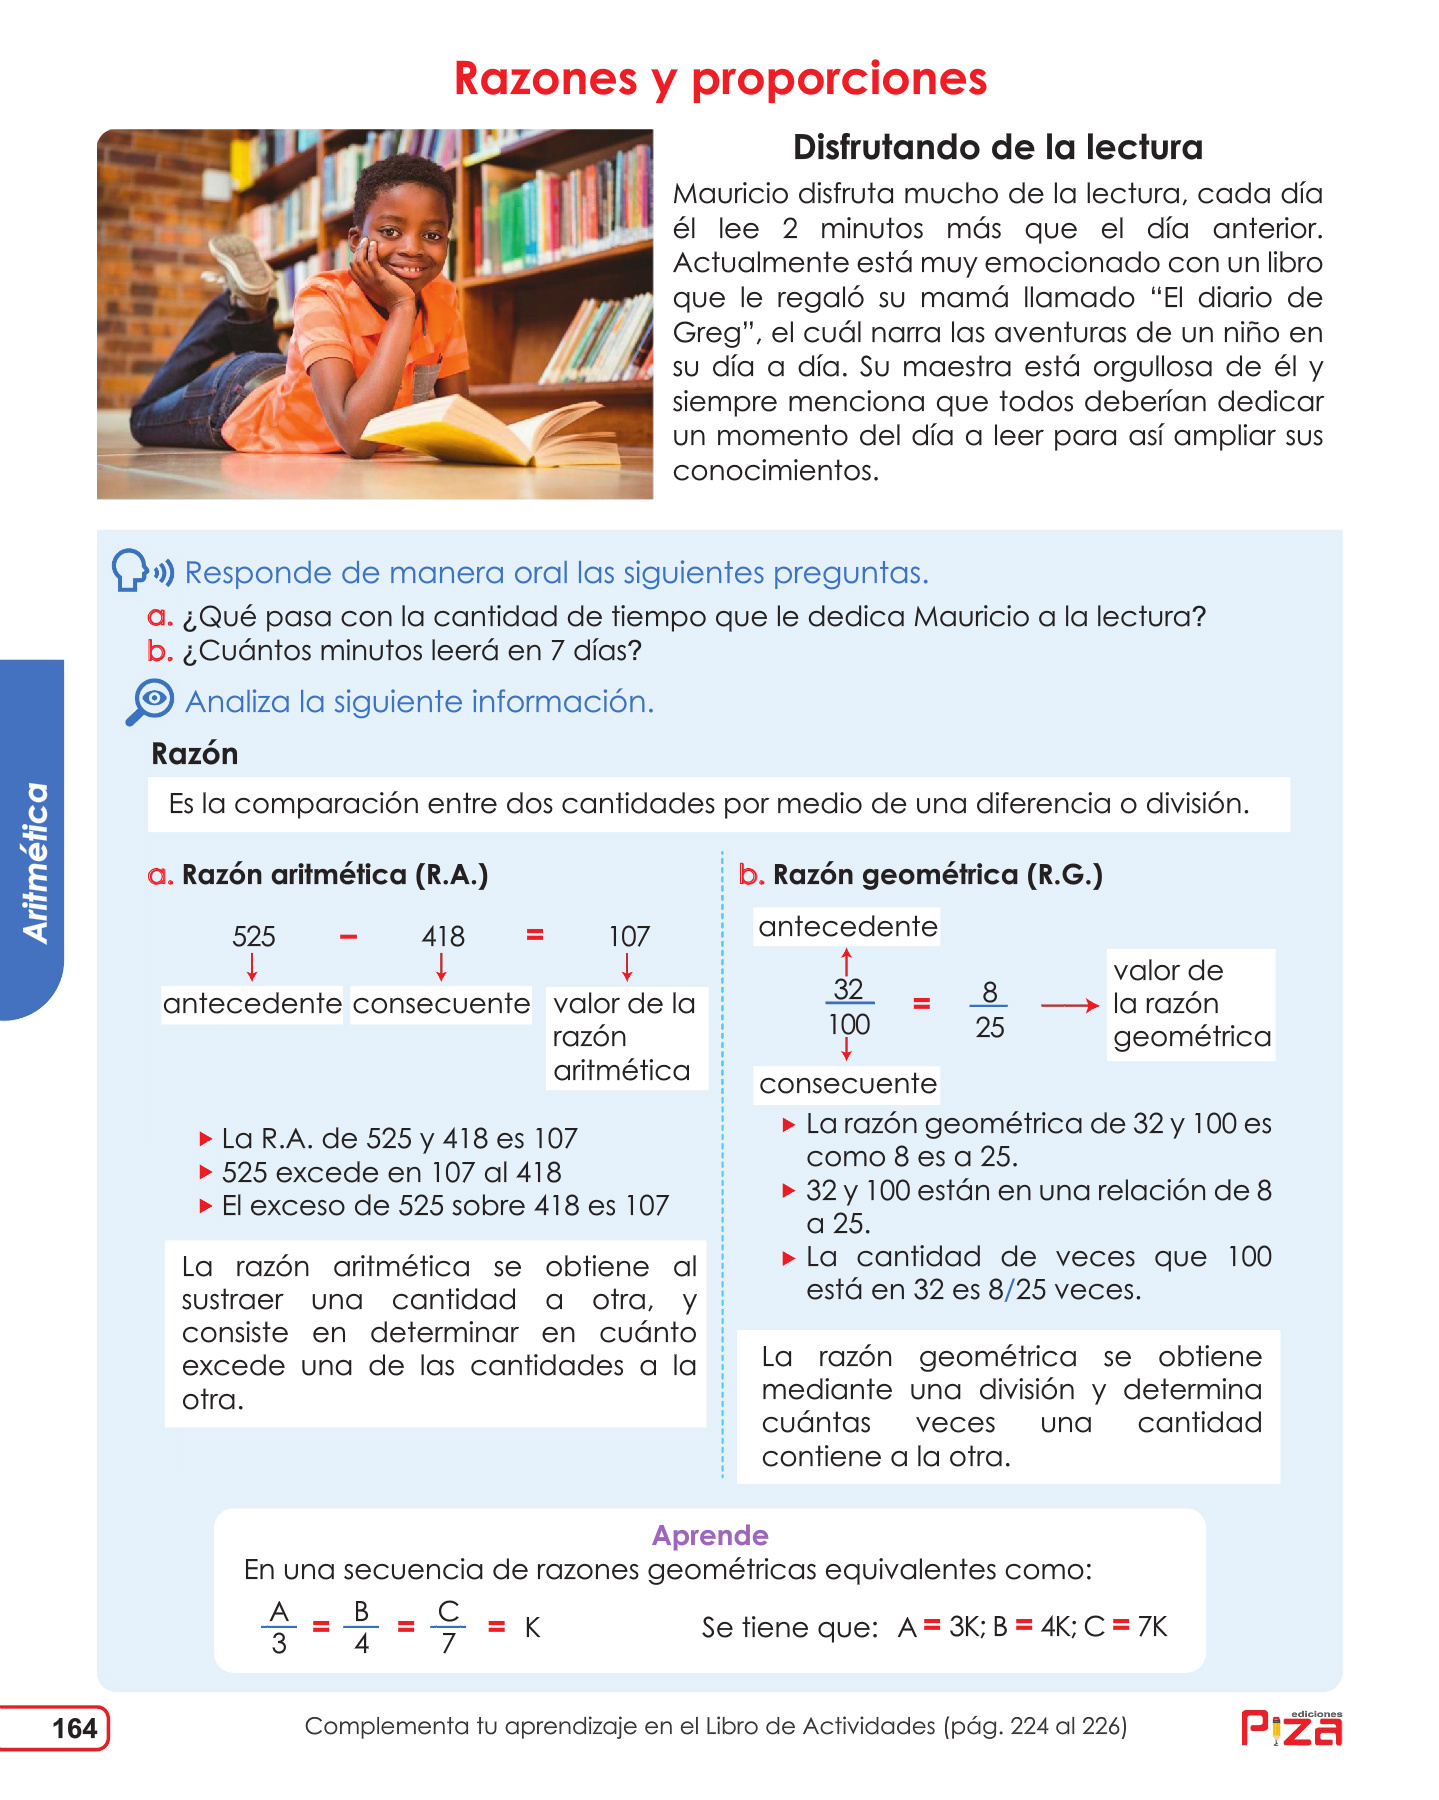 Razones y proporciones
Disfrutando de la lectura
Mauricio disfruta mucho de la lectura, cada día
él lee 2 minutos más que el día anterior.
Actualmente está muy emocionado con un libro
que le regaló su mamá llamado “El diario de
Greg”, el cuál narra las aventuras de un niño en
su día a día. Su maestra está orgullosa de él y
siempre menciona que todos deberían dedicar
un momento del día a leer para así ampliar sus
conocimientos.
Responde de manera oral las siguientes preguntas.
a. ¿Qué pasa con la cantidad de tiempo que le dedica Mauricio a la lectura?
b. ¿Cuántos minutos leerá en 7 días?
Analiza la siguiente información.
Aritmética
Razón
Es la comparación entre dos cantidades por medio de una diferencia o división.
a. Razón aritmética (R.A.)
525 – 418 = 107
antecedente consecuente valor de la
razón
aritmética
▸ La R.A. de 525 y 418 es 107
▸ 525 excede en 107 al 418
▸ El exceso de 525 sobre 418 es 107
La razón aritmética se obtiene al
sustraer una cantidad a otra, y
consiste en determinar en cuánto
excede una de las cantidades a la
otra.
b. Razón geométrica (R.G.)
antecedente
32/100 = 8/25
valor de
la razón
geométrica
consecuente
▸ La razón geométrica de 32 y 100 es
como 8 es a 25.
▸ 32 y 100 están en una relación de 8
a 25.
▸ La cantidad de veces que 100
está en 32 es 8/25 veces.
La razón geométrica se obtiene
mediante una división y determina
cuántas veces una cantidad
contiene a la otra.
Aprende
En una secuencia de razones geométricas equivalentes como:
A/3 = B/4 = C/7 = K Se tiene que: A = 3K; B = 4K; C = 7K
164
Complementa tu aprendizaje en el Libro de Actividades (pág. 224 al 226)
ediciones
Piza